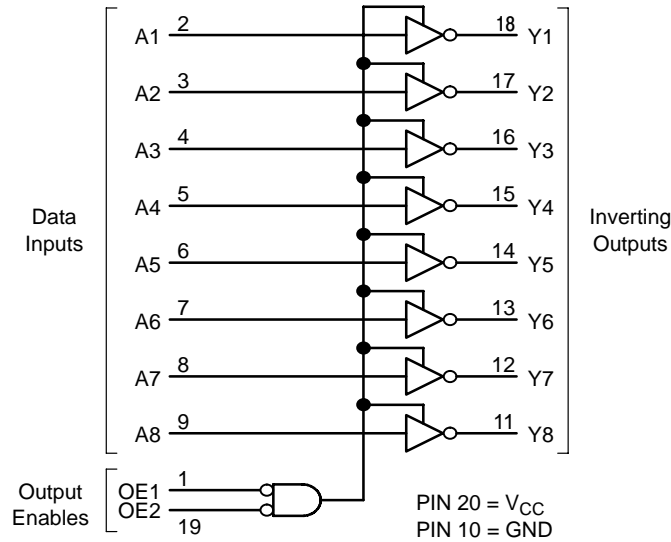 A1 2 18 Y1
A2 3 17 Y2
A3 4 16 Y3
A4 5 15 Y4
Data
Inputs
Inverting
Outputs
A5 6 14 Y5
A6 7 13 Y6
A7 8 12 Y7
A8 9 11 Y8
Output
Enables
OE1 1
OE2 19
PIN 20 = VCC
PIN 10 = GND